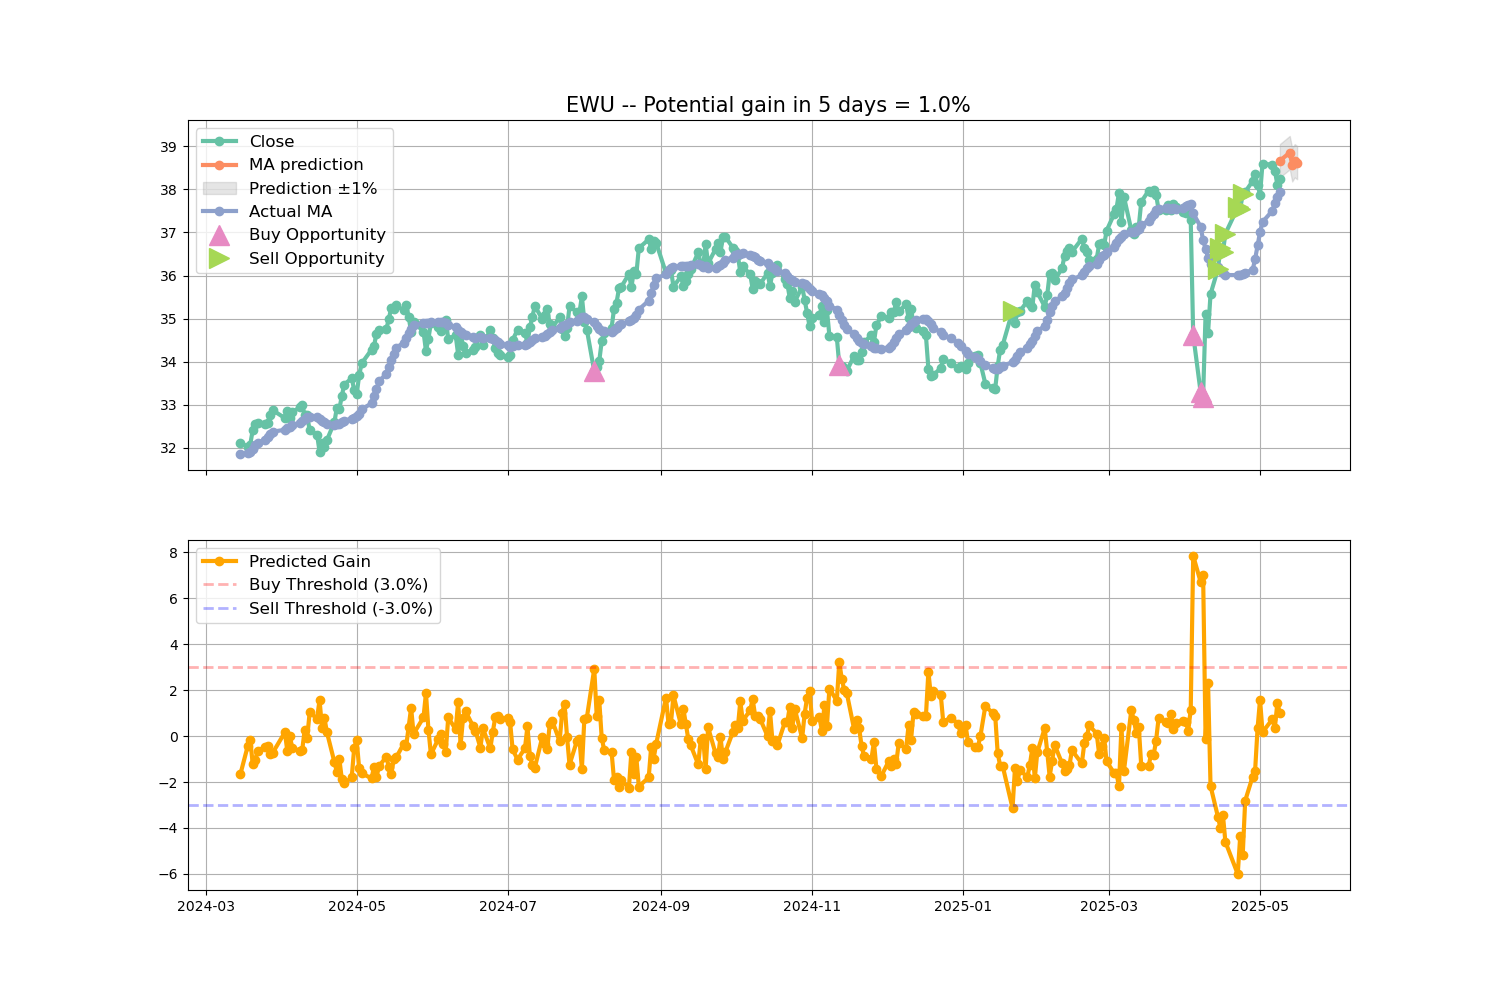 EWU -- Potential gain in 5 days = 1.0%
39
38
37
36
35
34
33
32
Close
MA prediction
Prediction ±1%
Actual MA
Buy Opportunity
Sell Opportunity
8
6
4
2
0
−2
−4
−6
Predicted Gain
Buy Threshold (3.0%)
Sell Threshold (-3.0%)
2024-03
2024-05
2024-07
2024-09
2024-11
2025-01
2025-03
2025-05